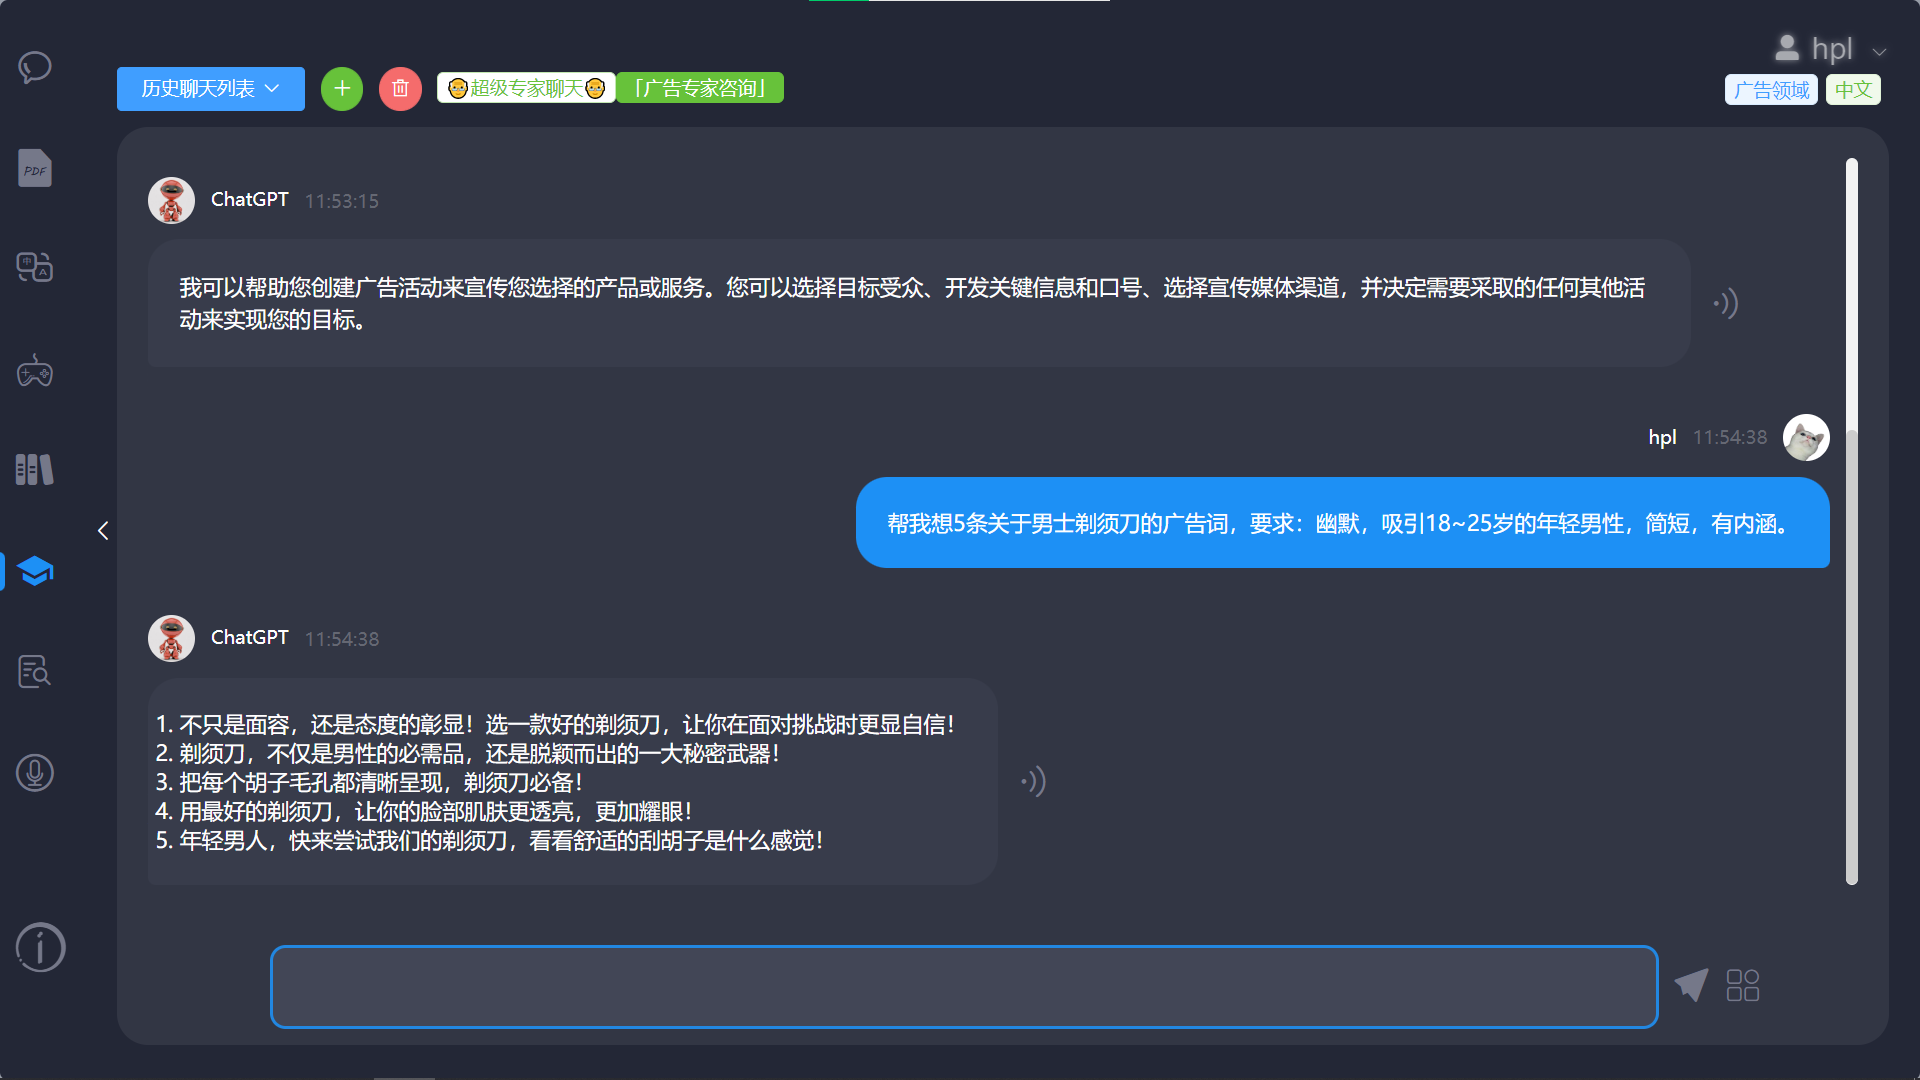 hpl
历史聊天列表
超级专家聊天
「广告专家咨询」
广告领域
中文
PDF
中
A
ChatGPT 11:53:15
我可以帮助您创建广告活动来宣传您选择的产品或服务。您可以选择目标受众、开发关键信息和口号、选择宣传媒体渠道，并决定需要采取的任何其他活
动来实现您的目标。
hpl 11:54:38
帮我想5条关于男士剃须刀的广告词，要求：幽默，吸引18~25岁的年轻男性，简短，有内涵。
ChatGPT 11:54:38
1. 不只是面容，还是态度的彰显！选一款好的剃须刀，让你在面对挑战时更显自信！
2. 剃须刀，不仅是男性的必需品，还是脱颖而出的一大秘密武器！
3. 把每个胡子毛孔都清晰呈现，剃须刀必备！
4. 用最好的剃须刀，让你的脸部肌肤更透亮，更加耀眼！
5. 年轻男人，快来尝试我们的剃须刀，看看舒适的刮胡子是什么感觉！